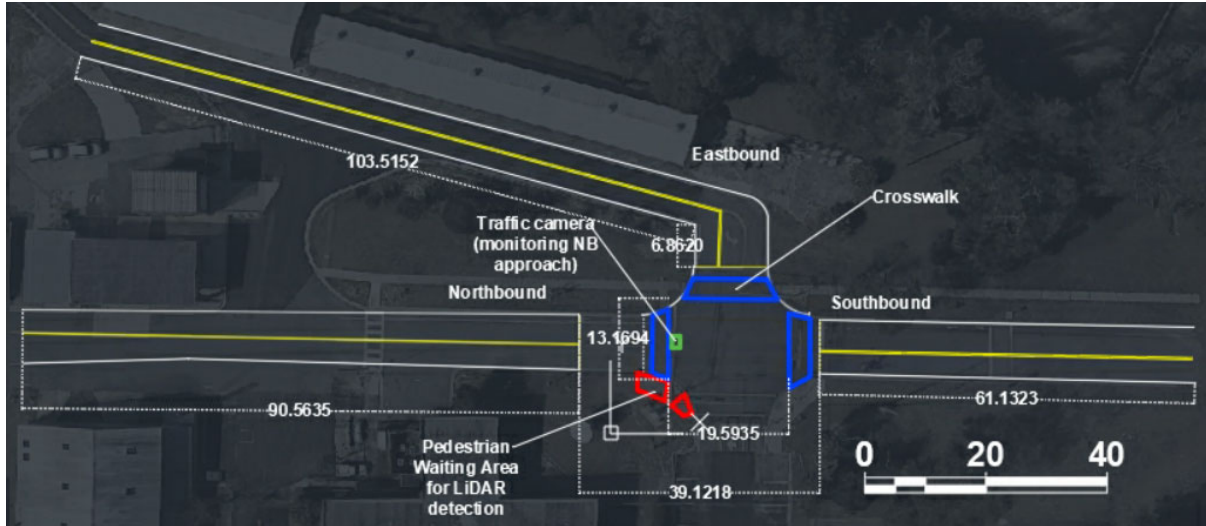 Eastbound
103.5152
Crosswalk
Traffic camera
(monitoring NB
approach)
6.8620
Northbound
Southbound
13.1694
90.5635
61.1323
19.5935
Pedestrian
Waiting Area
for LiDAR
detection
39.1218
0 20 40